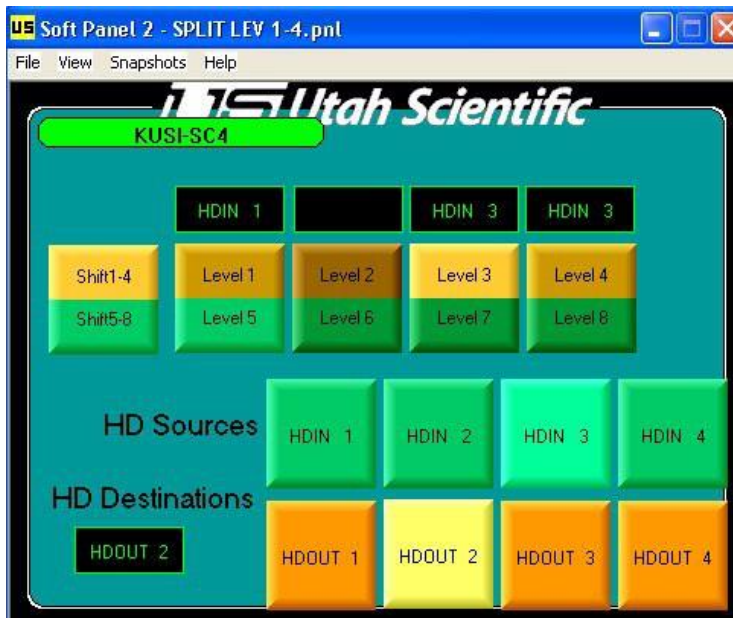 US Soft Panel 2 - SPLIT LEV 1-4.pnl
File View Snapshots Help
US Utah Scientific
KUSI-SC4
HDIN 1 HDIN 3 HDIN 3
Shift1-4 Level 1 Level 2 Level 3 Level 4
Shift5-8 Level 5 Level 6 Level 7 Level 8
HD Sources HDIN 1 HDIN 2 HDIN 3 HDIN 4
HD Destinations
HDOUT 2 HDOUT 1 HDOUT 2 HDOUT 3 HDOUT 4